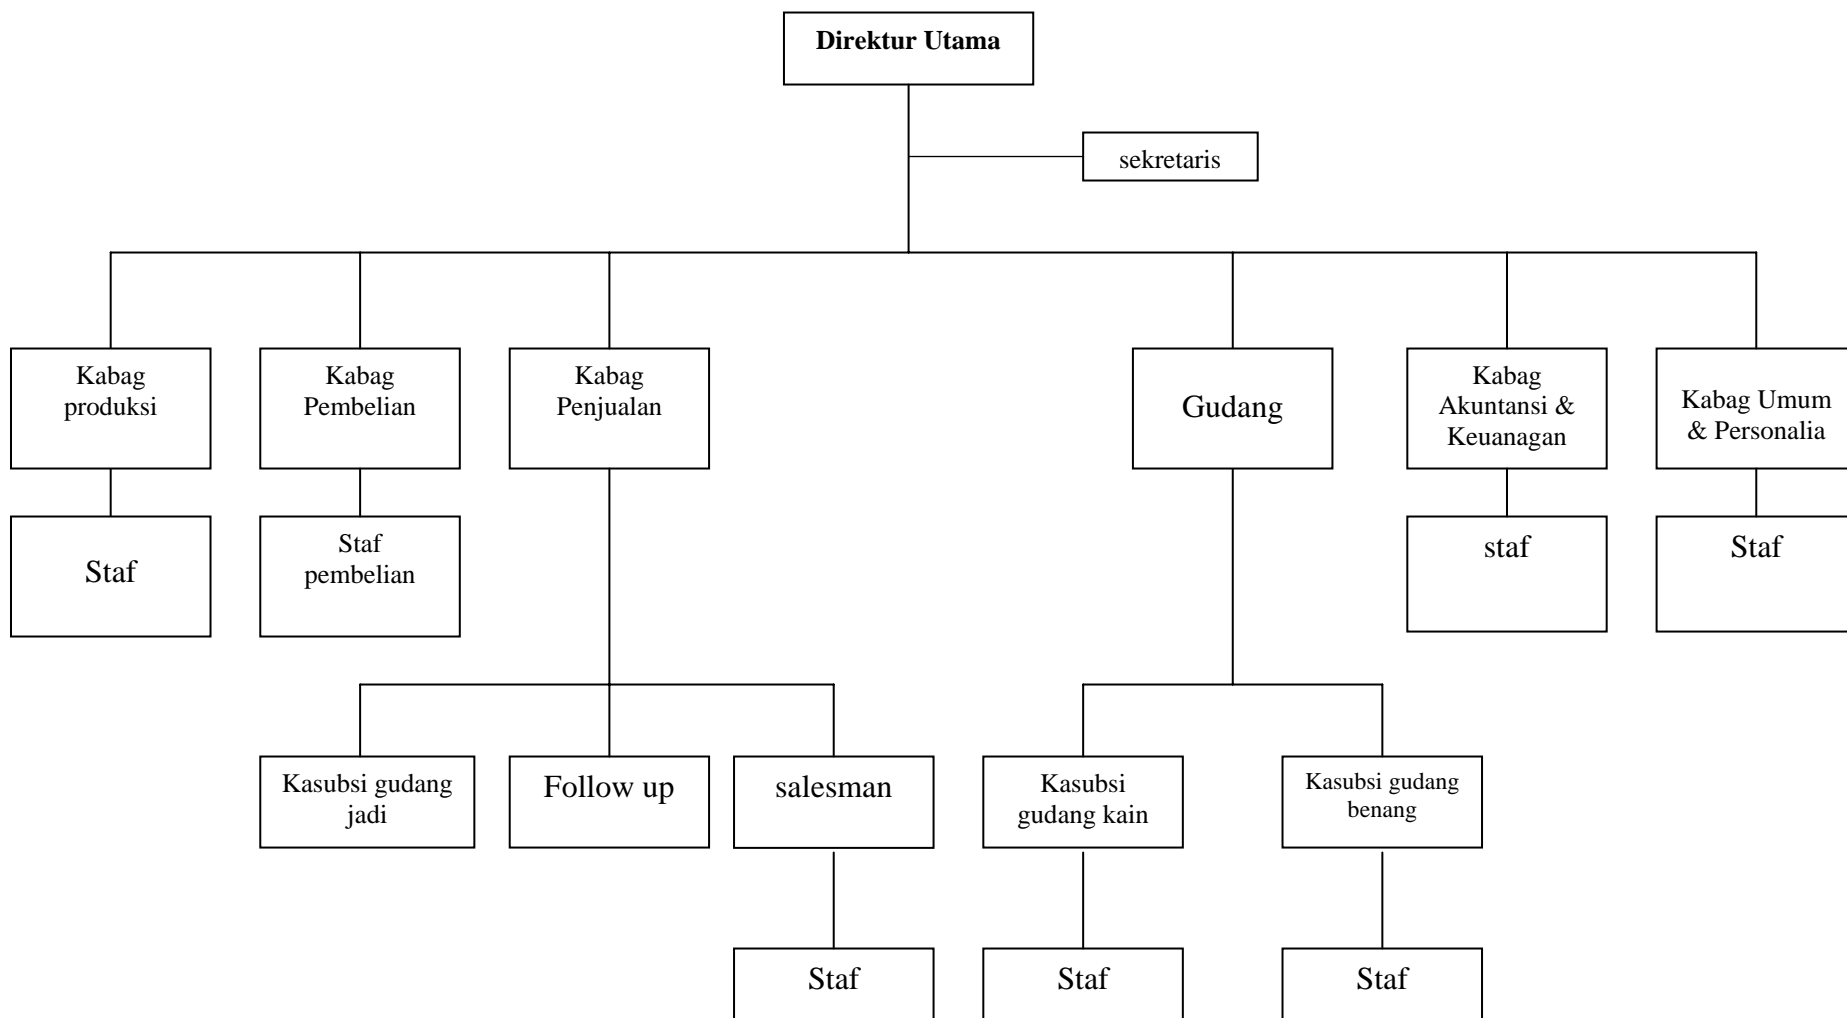 Direktur Utama
sekretaris
Kabag
produksi
Kabag
Pembelian
Kabag
Penjualan
Gudang
Kabag
Akuntansi &
Keuanagan
Kabag Umum
& Personalia
Staf
Staf
pembelian
staf
Staf
Kasubsi gudang
jadi
Follow up
salesman
Kasubsi
gudang kain
Kasubsi gudang
benang
Staf
Staf
Staf